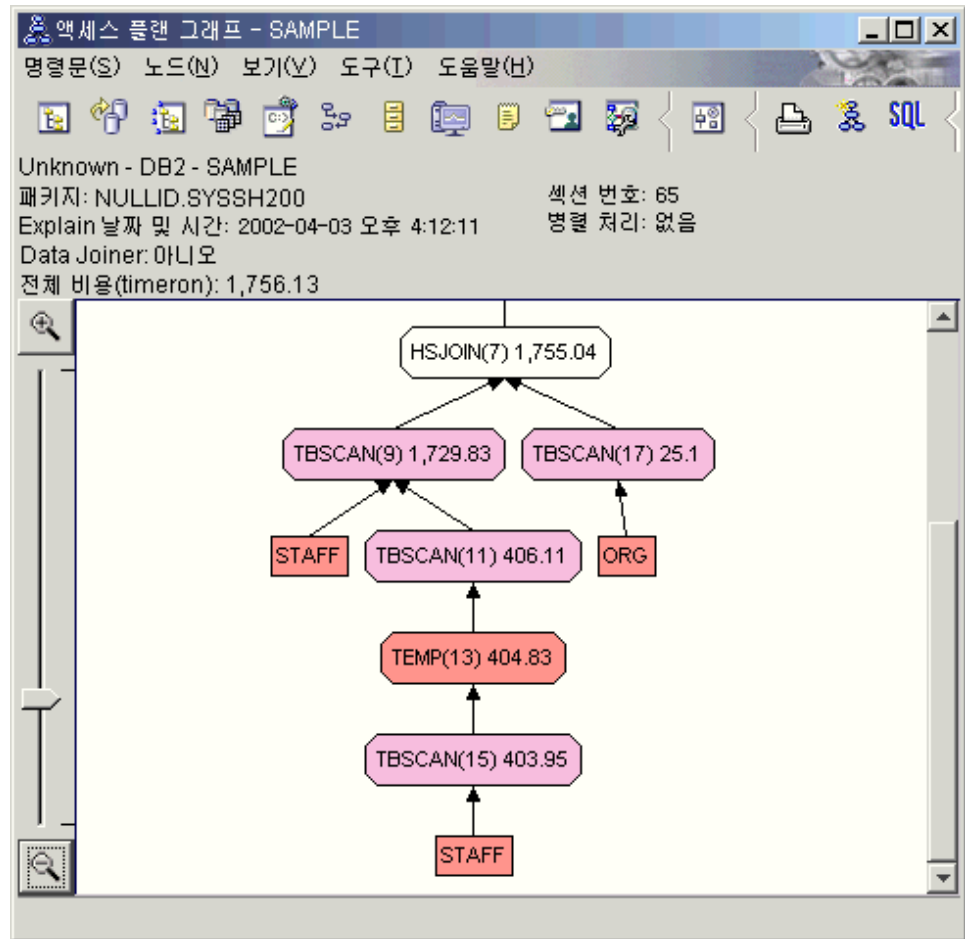 액세스 플랜 그래프 - SAMPLE
명령문(S) 노드(N) 보기(V) 도구(T) 도움말(H)
SQL
Unknown - DB2 - SAMPLE
패키지: NULLID.SYSSH200 섹션 번호: 65
Explain 날짜 및 시간: 2002-04-03 오후 4:12:11 병렬 처리: 없음
Data Joiner: 아니오
전체 비용(timeron): 1,756.13
HSJOIN(7) 1,755.04
TBSCAN(9) 1,729.83 TBSCAN(17) 25.1
STAFF TBSCAN(11) 406.11 ORG
TEMP(13) 404.83
TBSCAN(15) 403.95
STAFF